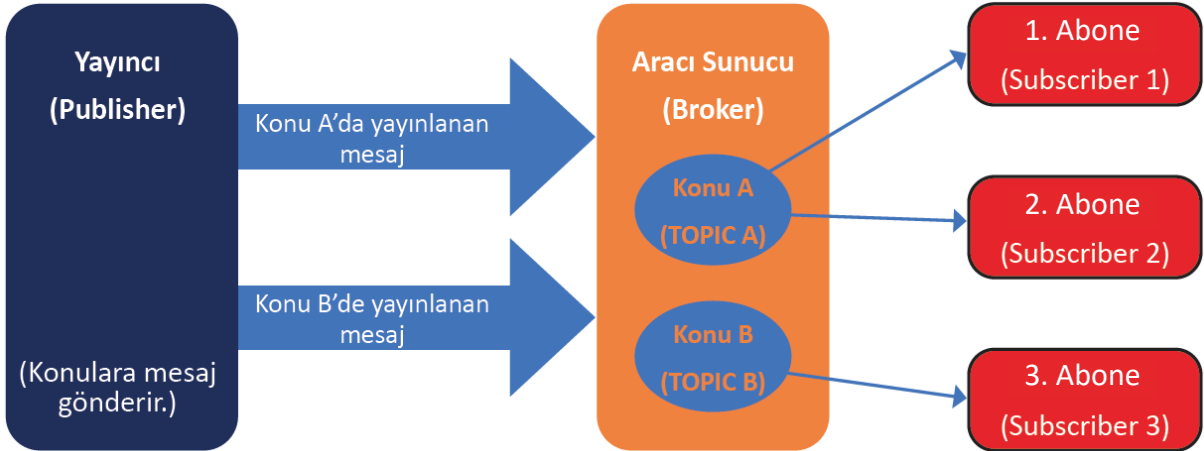 Yayıncı
(Publisher)
(Konulara mesaj
gönderir.)
Konu A’da yayınlanan
mesaj
Konu B’de yayınlanan
mesaj
Aracı Sunucu
(Broker)
Konu A
(TOPIC A)
Konu B
(TOPIC B)
1. Abone
(Subscriber 1)
2. Abone
(Subscriber 2)
3. Abone
(Subscriber 3)